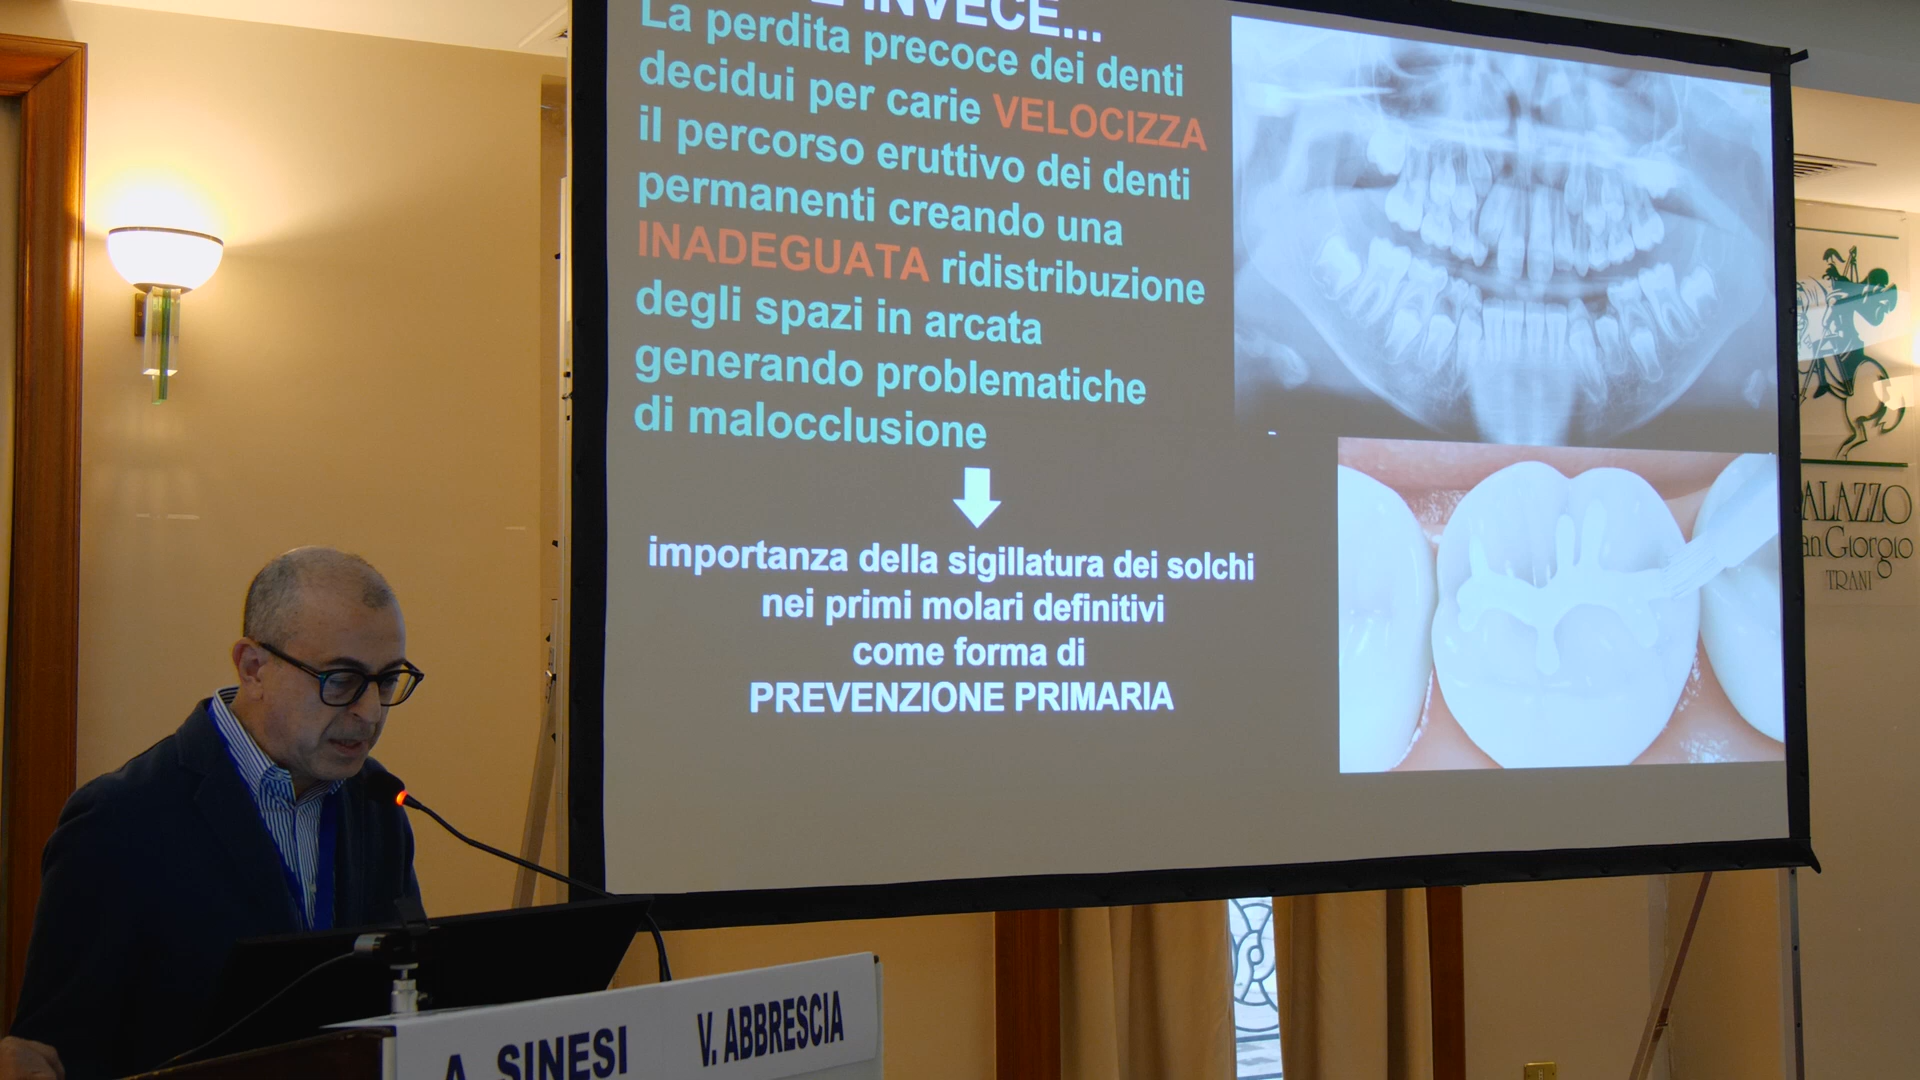 E INVECE...
La perdita precoce dei denti
decidui per carie VELOCIZZA
il percorso eruttivo dei denti
permanenti creando una
INADEGUATA ridistribuzione
degli spazi in arcata
generando problematiche
di malocclusione
importanza della sigillatura dei solchi
nei primi molari definitivi
come forma di
PREVENZIONE PRIMARIA
PALAZZO
San Giorgio
TRANI
A. SINESI
V. ABBRESCIA